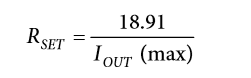 R_SET = 18.91 / I_OUT (max)